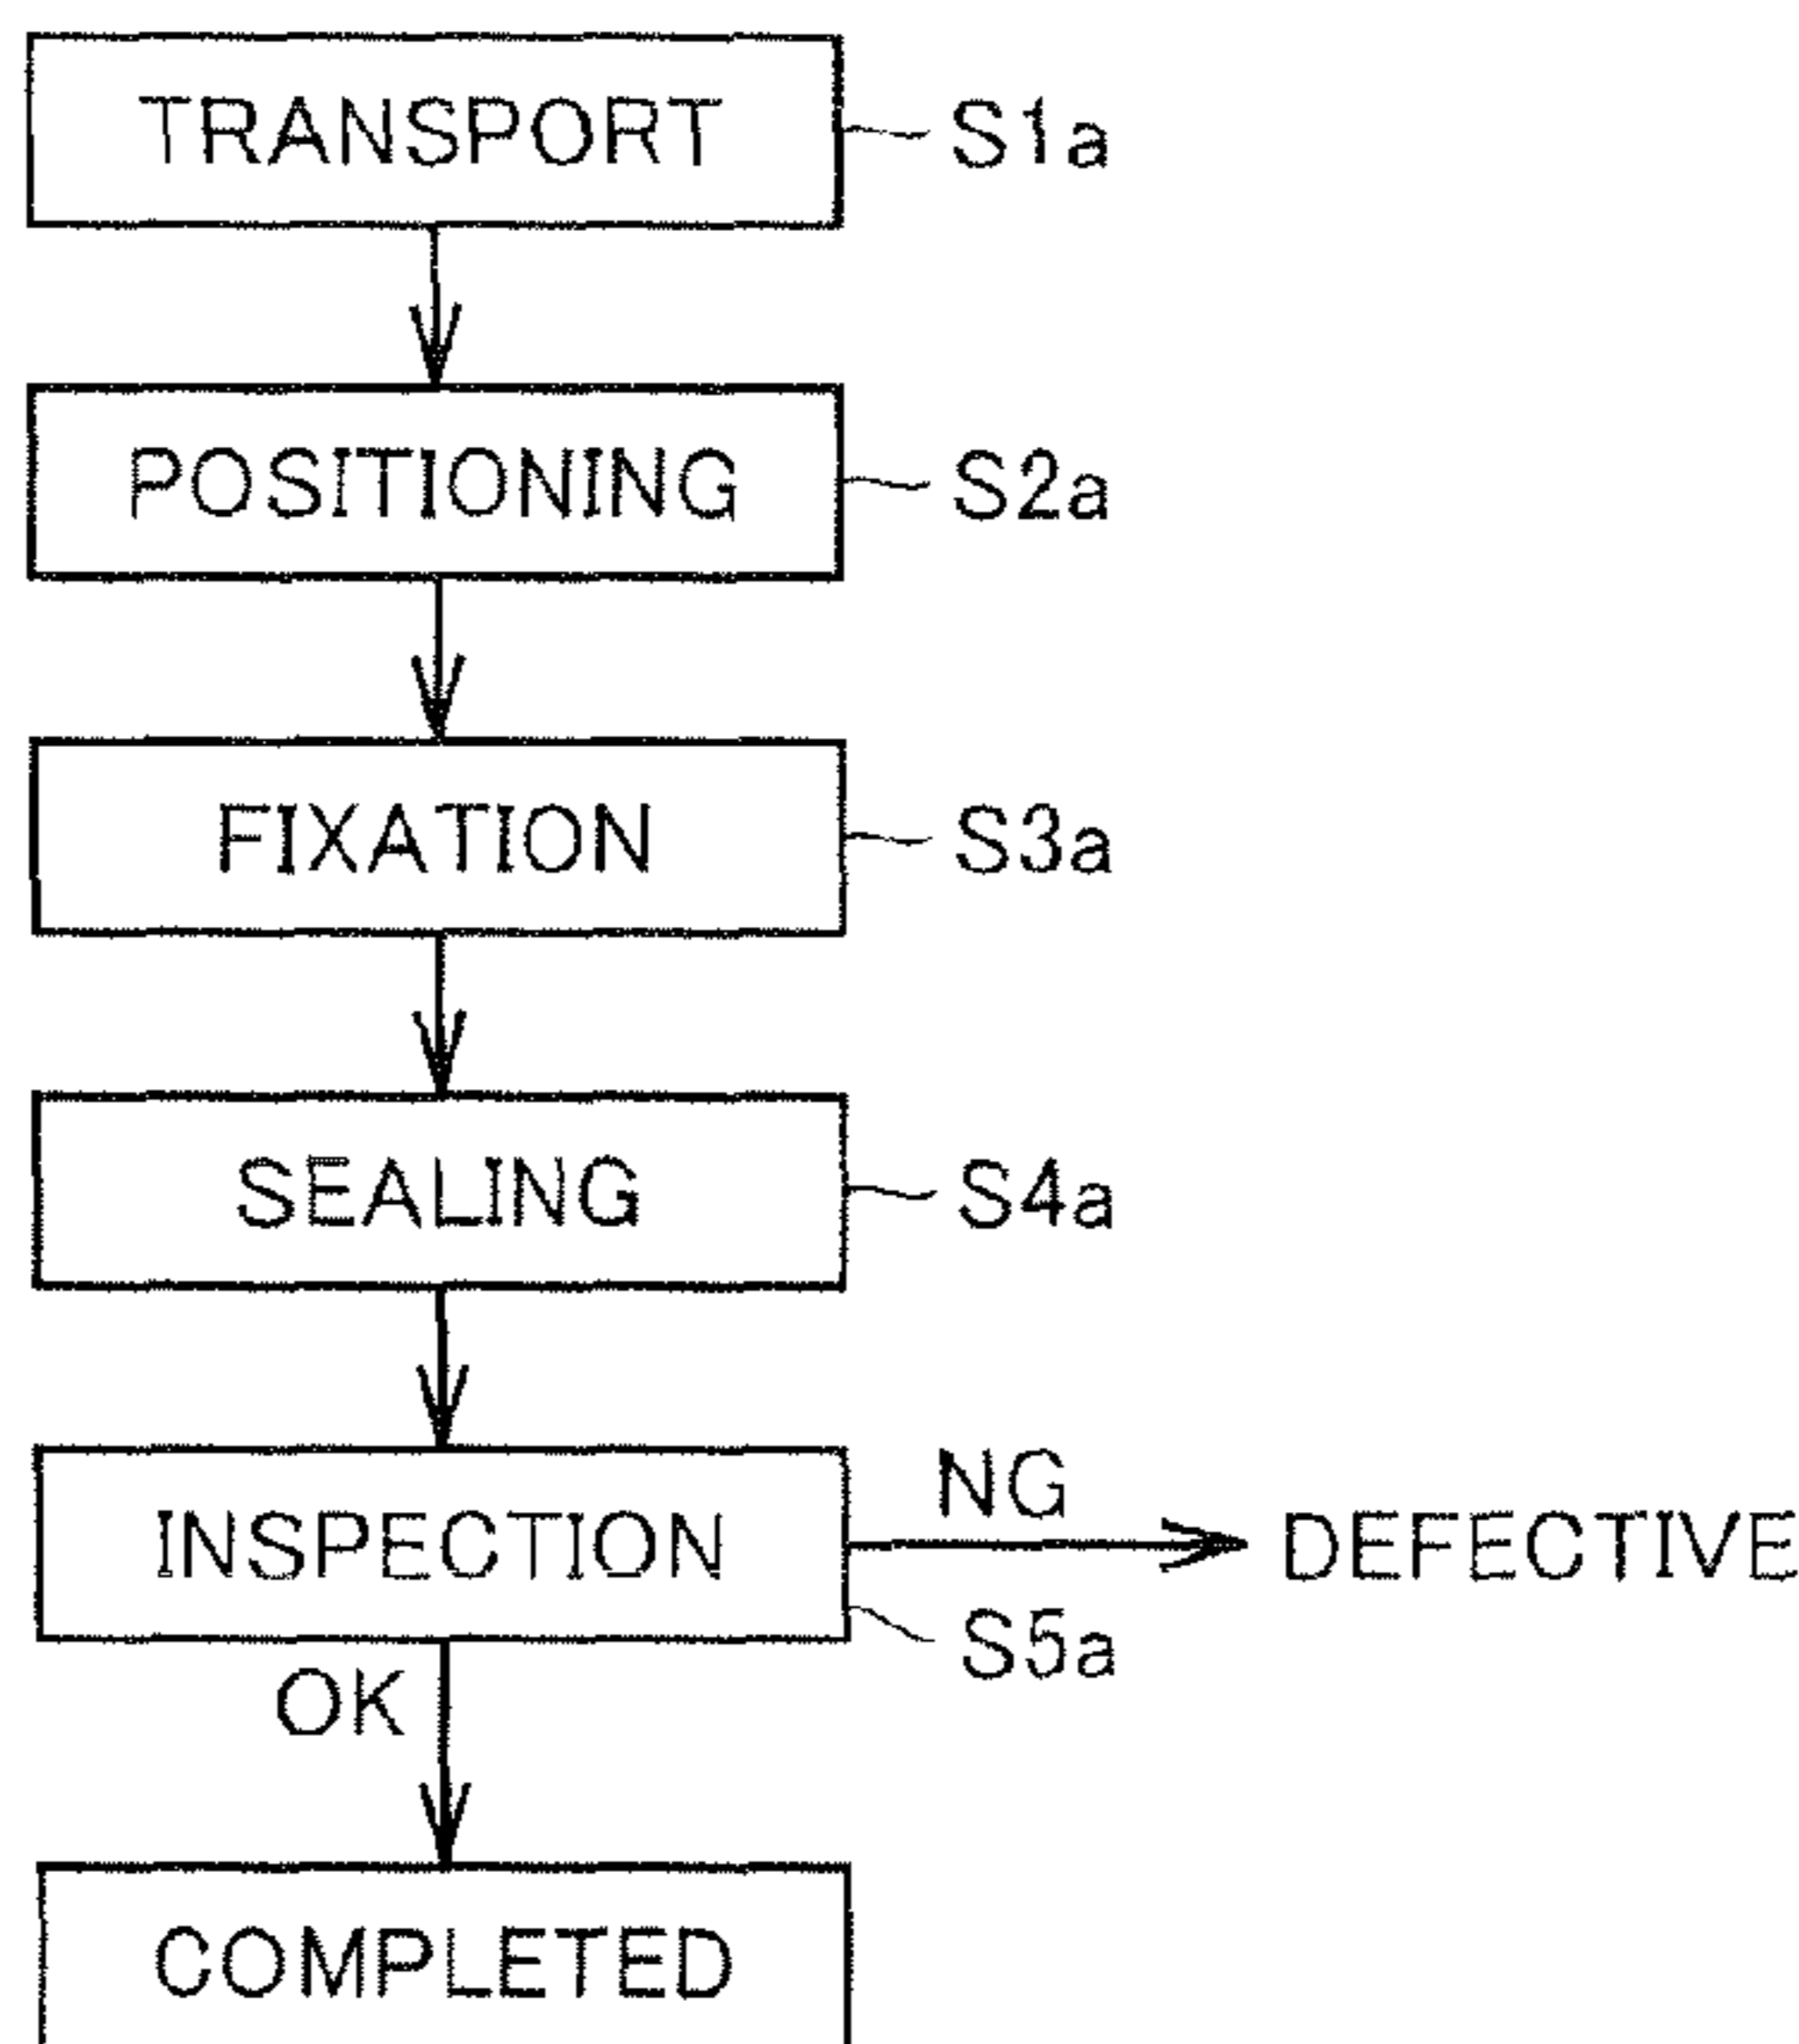 TRANSPORT S1a
POSITIONING S2a
FIXATION S3a
SEALING S4a
NG
INSPECTION DEFECTIVE
S5a
OK
COMPLETED